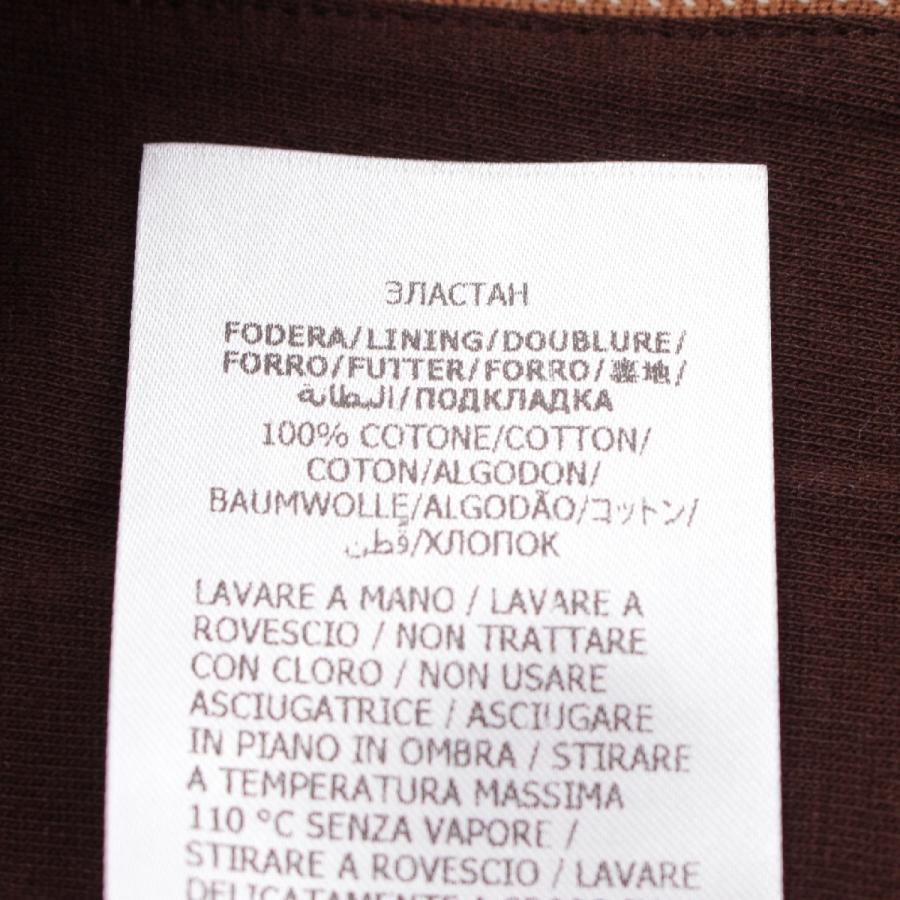 ЭЛАСТАН
FODERA/LINING/DOUBLURE/
FORRO/FUTTER/FORRO/裏地/
البطانة/ПОДКЛАДКА
100% COTONE/COTTON/
COTON/ALGODON/
BAUMWOLLE/ALGODÃO/コットン/
قطن/ХЛОПОК
LAVARE A MANO / LAVARE A
ROVESCIO / NON TRATTARE
CON CLORO / NON USARE
ASCIUGATRICE / ASCIUGARE
IN PIANO IN OMBRA / STIRARE
A TEMPERATURA MASSIMA
110 °C SENZA VAPORE /
STIRARE A ROVESCIO / LAVARE
DELICATAMENTE